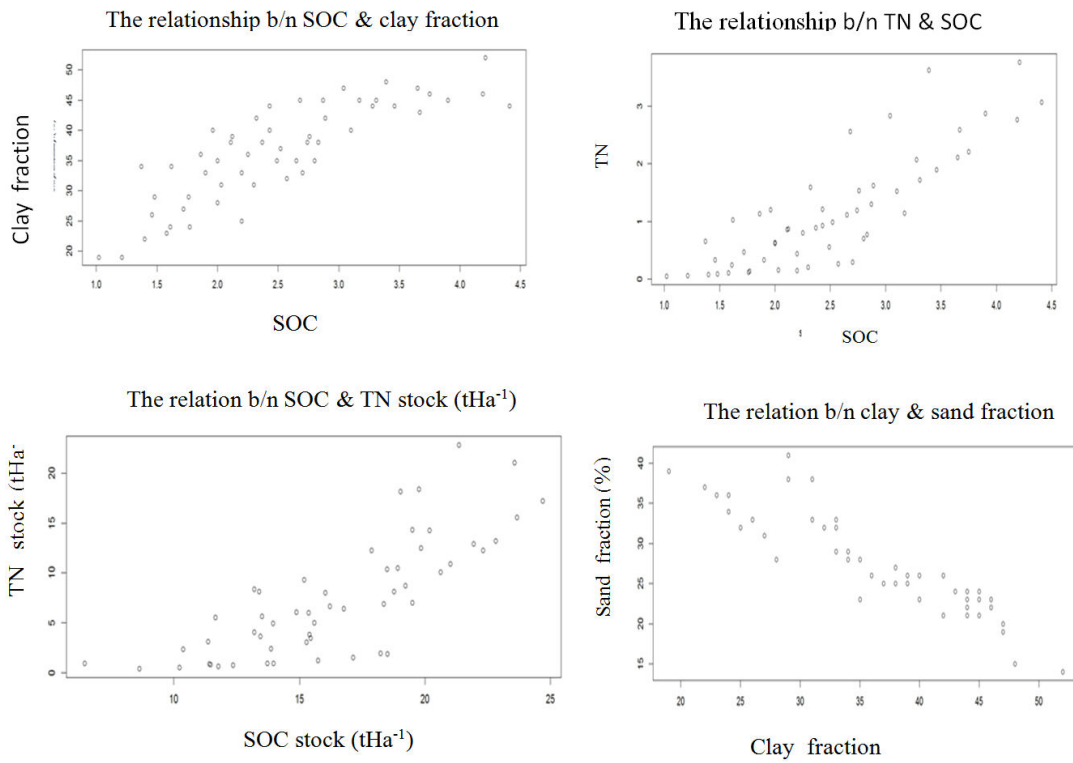 The relationship b/n SOC & clay fraction
Clay fraction
50
45
40
35
30
25
20
1.0 1.5 2.0 2.5 3.0 3.5 4.0 4.5
SOC
The relationship b/n TN & SOC
TN
3
2
1
0
1.0 1.5 2.0 2.5 3.0 3.5 4.0 4.5
SOC
The relation b/n SOC & TN stock (tHa-1)
TN stock (tHa-
20
15
10
5
0
10 15 20 25
SOC stock (tHa-1)
The relation b/n clay & sand fraction
Sand fraction (%)
40
35
30
25
20
15
20 25 30 35 40 45 50
Clay fraction